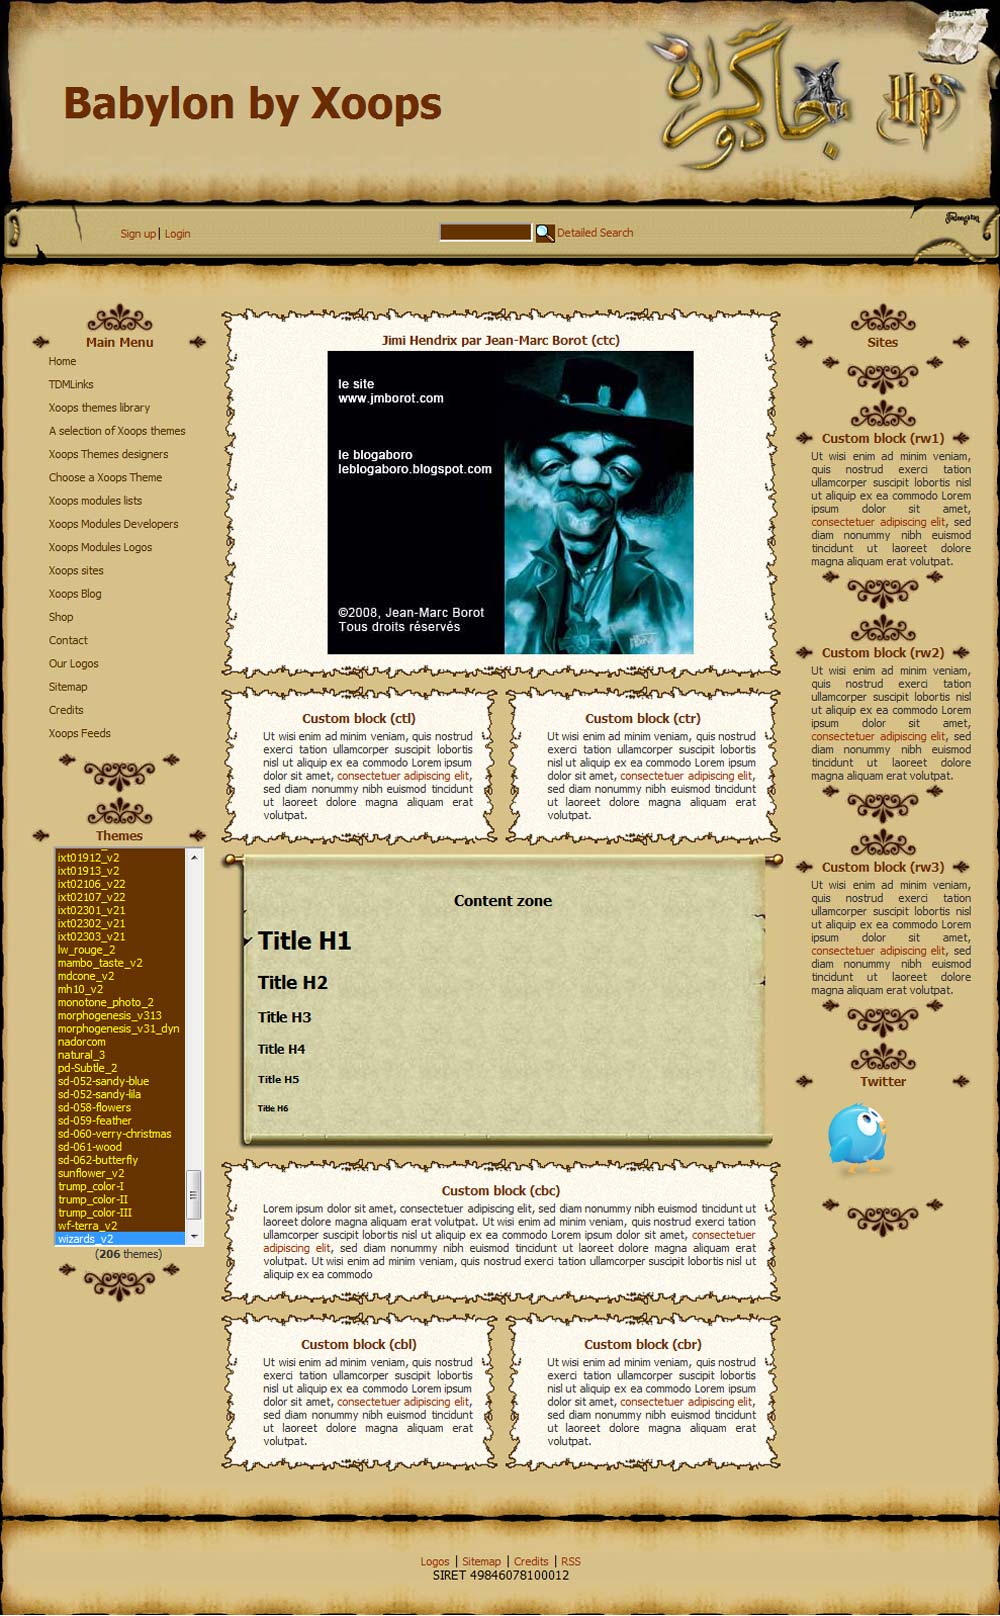 Babylon by Xoops
جادوگران
HP
Sign up | Login
Detailed Search
Main Menu
Home
TDMLinks
Xoops themes library
A selection of Xoops themes
Xoops Themes designers
Choose a Xoops Theme
Xoops modules lists
Xoops Modules Developers
Xoops Modules Logos
Xoops sites
Xoops Blog
Shop
Contact
Our Logos
Sitemap
Credits
Xoops Feeds
Themes
ixt01912_v2
ixt01913_v2
ixt02106_v22
ixt02107_v22
ixt02301_v21
ixt02302_v21
ixt02303_v21
lw_rouge_2
mambo_taste_v2
mdcone_v2
mh10_v2
monotone_photo_2
morphogenesis_v313
morphogenesis_v31_dyn
nadorcom
natural_3
pd-Subtle_2
sd-052-sandy-blue
sd-052-sandy-lila
sd-058-flowers
sd-059-feather
sd-060-verry-christmas
sd-061-wood
sd-062-butterfly
sunflower_v2
trump_color-I
trump_color-II
trump_color-III
wf-terra_v2
wizards_v2
(206 themes)
Jimi Hendrix par Jean-Marc Borot (ctc)
le site
www.jmborot.com
le blogaboro
leblogaboro.blogspot.com
©2008, Jean-Marc Borot
Tous droits réservés
Custom block (ctl)
Ut wisi enim ad minim veniam, quis nostrud
exerci tation ullamcorper suscipit lobortis
nisl ut aliquip ex ea commodo Lorem ipsum
dolor sit amet, consectetuer adipiscing elit,
sed diam nonummy nibh euismod tincidunt
ut laoreet dolore magna aliquam erat
volutpat.
Custom block (ctr)
Ut wisi enim ad minim veniam, quis nostrud
exerci tation ullamcorper suscipit lobortis
nisl ut aliquip ex ea commodo Lorem ipsum
dolor sit amet, consectetuer adipiscing elit,
sed diam nonummy nibh euismod tincidunt
ut laoreet dolore magna aliquam erat
volutpat.
Content zone
Title H1
Title H2
Title H3
Title H4
Title H5
Title H6
Custom block (cbc)
Lorem ipsum dolor sit amet, consectetuer adipiscing elit, sed diam nonummy nibh euismod tincidunt ut
laoreet dolore magna aliquam erat volutpat. Ut wisi enim ad minim veniam, quis nostrud exerci tation
ullamcorper suscipit lobortis nisl ut aliquip ex ea commodo Lorem ipsum dolor sit amet, consectetuer
adipiscing elit, sed diam nonummy nibh euismod tincidunt ut laoreet dolore magna aliquam erat
volutpat. Ut wisi enim ad minim veniam, quis nostrud exerci tation ullamcorper suscipit lobortis nisl ut
aliquip ex ea commodo
Custom block (cbl)
Ut wisi enim ad minim veniam, quis nostrud
exerci tation ullamcorper suscipit lobortis
nisl ut aliquip ex ea commodo Lorem ipsum
dolor sit amet, consectetuer adipiscing elit,
sed diam nonummy nibh euismod tincidunt
ut laoreet dolore magna aliquam erat
volutpat.
Custom block (cbr)
Ut wisi enim ad minim veniam, quis nostrud
exerci tation ullamcorper suscipit lobortis
nisl ut aliquip ex ea commodo Lorem ipsum
dolor sit amet, consectetuer adipiscing elit,
sed diam nonummy nibh euismod tincidunt
ut laoreet dolore magna aliquam erat
volutpat.
Sites
Custom block (rw1)
Ut wisi enim ad minim veniam,
quis nostrud exerci tation
ullamcorper suscipit lobortis nisl
ut aliquip ex ea commodo Lorem
ipsum dolor sit amet,
consectetuer adipiscing elit, sed
diam nonummy nibh euismod
tincidunt ut laoreet dolore
magna aliquam erat volutpat.
Custom block (rw2)
Ut wisi enim ad minim veniam,
quis nostrud exerci tation
ullamcorper suscipit lobortis nisl
ut aliquip ex ea commodo Lorem
ipsum dolor sit amet,
consectetuer adipiscing elit, sed
diam nonummy nibh euismod
tincidunt ut laoreet dolore
magna aliquam erat volutpat.
Custom block (rw3)
Ut wisi enim ad minim veniam,
quis nostrud exerci tation
ullamcorper suscipit lobortis nisl
ut aliquip ex ea commodo Lorem
ipsum dolor sit amet,
consectetuer adipiscing elit, sed
diam nonummy nibh euismod
tincidunt ut laoreet dolore
magna aliquam erat volutpat.
Twitter
Logos | Sitemap | Credits | RSS
SIRET 49846078100012